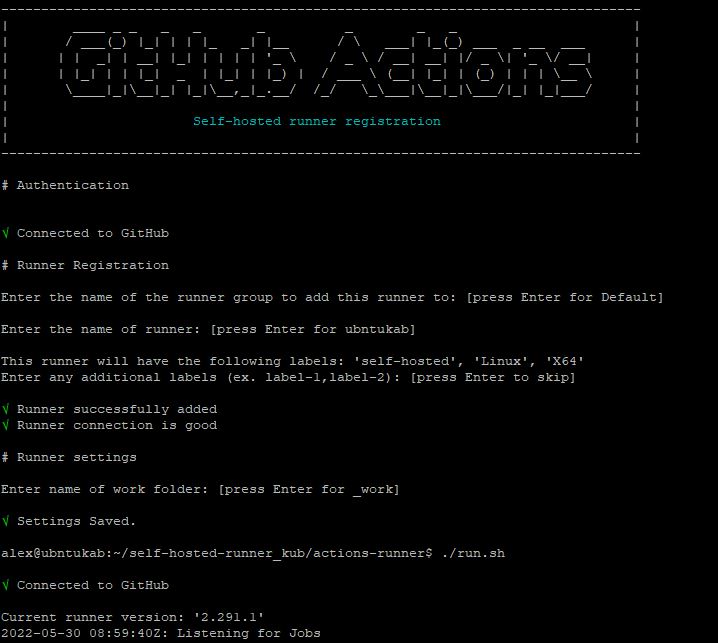 GitHub Actions
Self-hosted runner registration
# Authentication
√ Connected to GitHub
# Runner Registration
Enter the name of the runner group to add this runner to: [press Enter for Default]
Enter the name of runner: [press Enter for ubntukab]
This runner will have the following labels: 'self-hosted', 'Linux', 'X64'
Enter any additional labels (ex. label-1,label-2): [press Enter to skip]
√ Runner successfully added
√ Runner connection is good
# Runner settings
Enter name of work folder: [press Enter for _work]
√ Settings Saved.
alex@ubntukab:~/self-hosted-runner_kub/actions-runner$ ./run.sh
√ Connected to GitHub
Current runner version: '2.291.1'
2022-05-30 08:59:40Z: Listening for Jobs